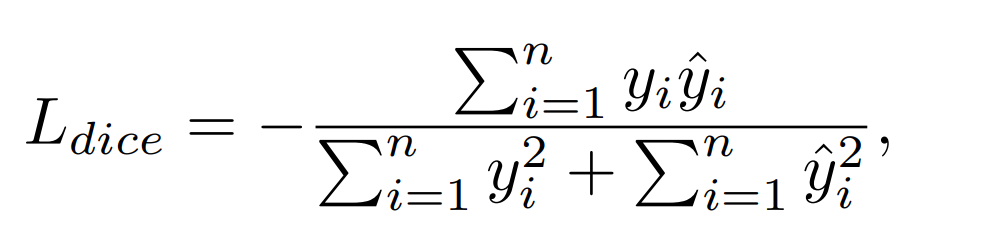 L_{dice} = -\frac{\sum_{i=1}^{n} y_i \hat{y}_i}{\sum_{i=1}^{n} y_i^2 + \sum_{i=1}^{n} \hat{y}_i^2},